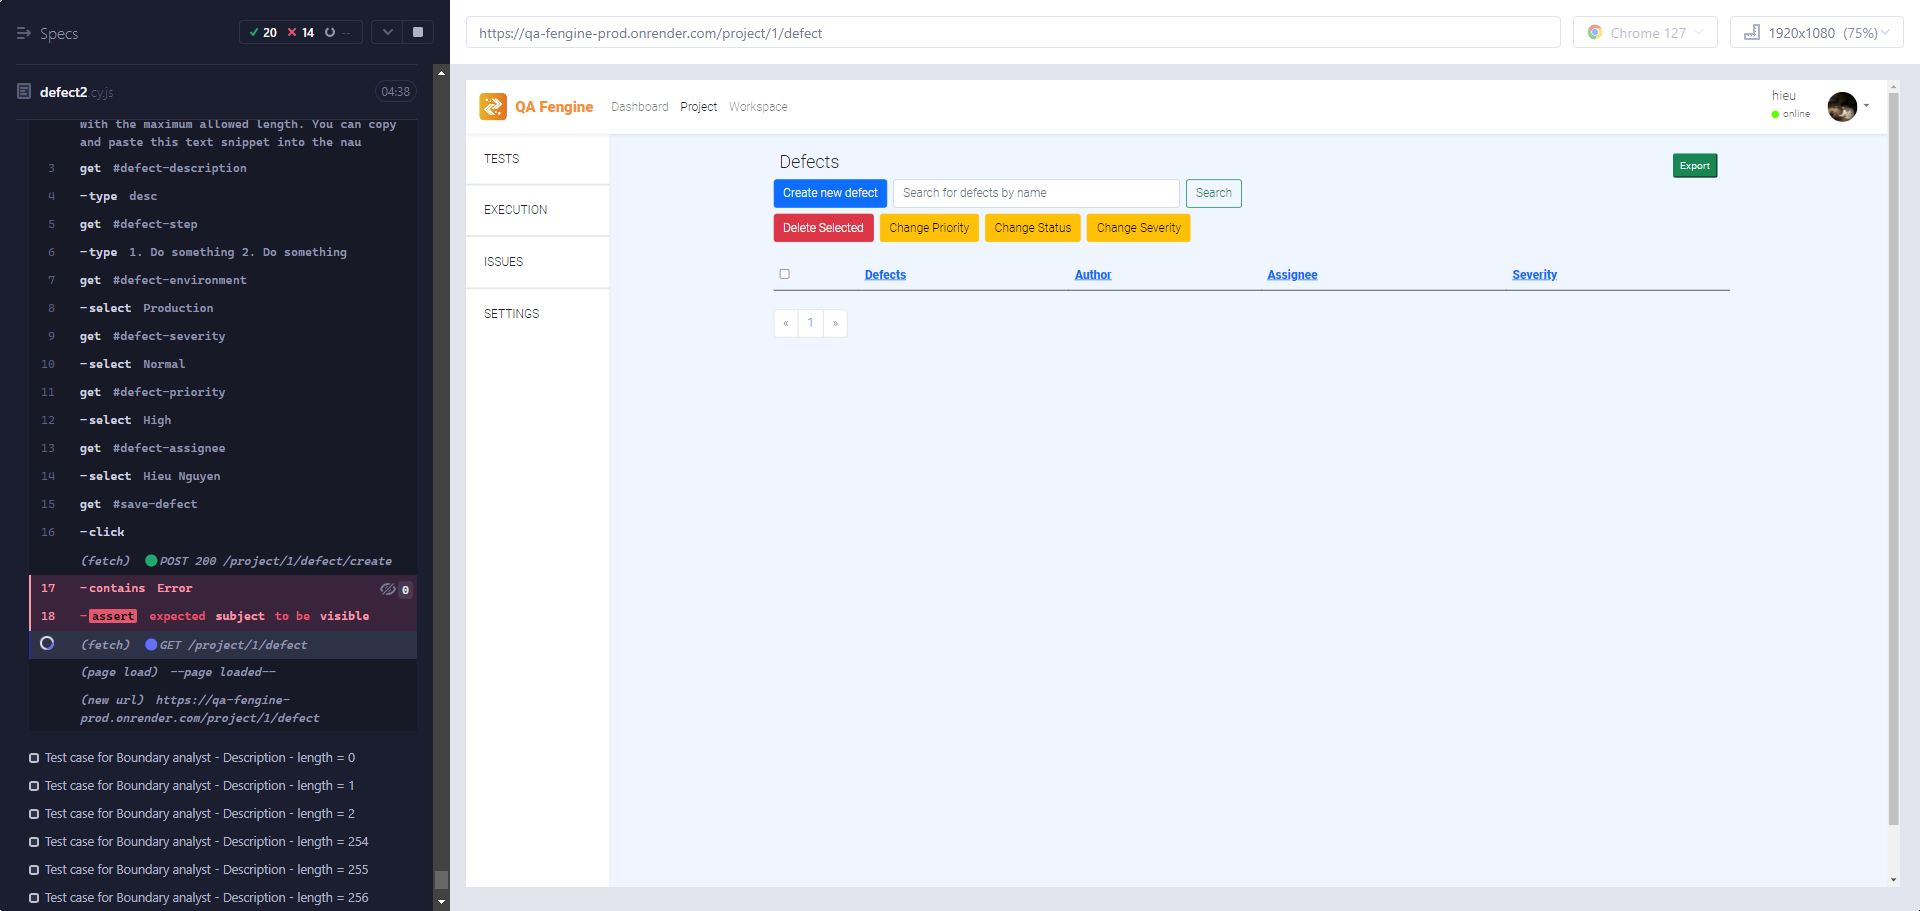 Specs
20 14 --
defect2.cy.js
04:38
with the maximum allowed length. You can copy
and paste this text snippet into the nau
3 get #defect-description
4 -type desc
5 get #defect-step
6 -type 1. Do something 2. Do something
7 get #defect-environment
8 -select Production
9 get #defect-severity
10 -select Normal
11 get #defect-priority
12 -select High
13 get #defect-assignee
14 -select Hieu Nguyen
15 get #save-defect
16 -click
(fetch) POST 200 /project/1/defect/create
17 -contains Error 0
18 -assert expected subject to be visible
(fetch) GET /project/1/defect
(page load) --page loaded--
(new url) https://qa-fengine-
prod.onrender.com/project/1/defect
Test case for Boundary analyst - Description - length = 0
Test case for Boundary analyst - Description - length = 1
Test case for Boundary analyst - Description - length = 2
Test case for Boundary analyst - Description - length = 254
Test case for Boundary analyst - Description - length = 255
Test case for Boundary analyst - Description - length = 256
https://qa-fengine-prod.onrender.com/project/1/defect
Chrome 127
1920x1080 (75%)
QA Fengine Dashboard Project Workspace
hieu
online
TESTS
EXECUTION
ISSUES
SETTINGS
Defects
Export
Create new defect Search for defects by name Search
Delete Selected Change Priority Change Status Change Severity
Defects Author Assignee Severity
« 1 »